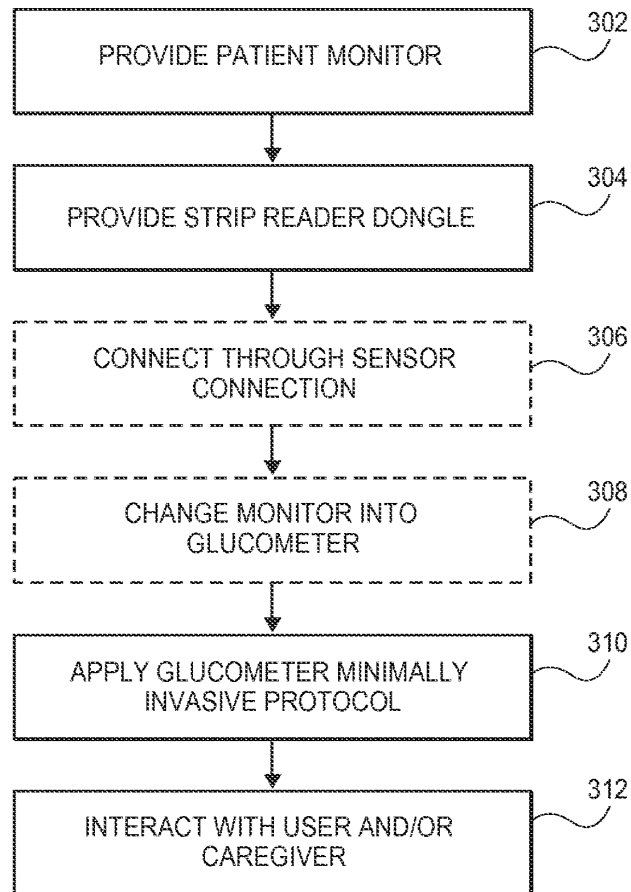 302
PROVIDE PATIENT MONITOR
304
PROVIDE STRIP READER DONGLE
306
CONNECT THROUGH SENSOR
CONNECTION
308
CHANGE MONITOR INTO
GLUCOMETER
310
APPLY GLUCOMETER MINIMALLY
INVASIVE PROTOCOL
312
INTERACT WITH USER AND/OR
CAREGIVER